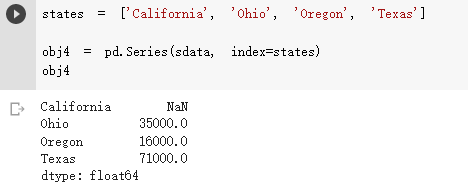 states = ['California', 'Ohio', 'Oregon', 'Texas']
obj4 = pd.Series(sdata, index=states)
obj4
California NaN
Ohio 35000.0
Oregon 16000.0
Texas 71000.0
dtype: float64